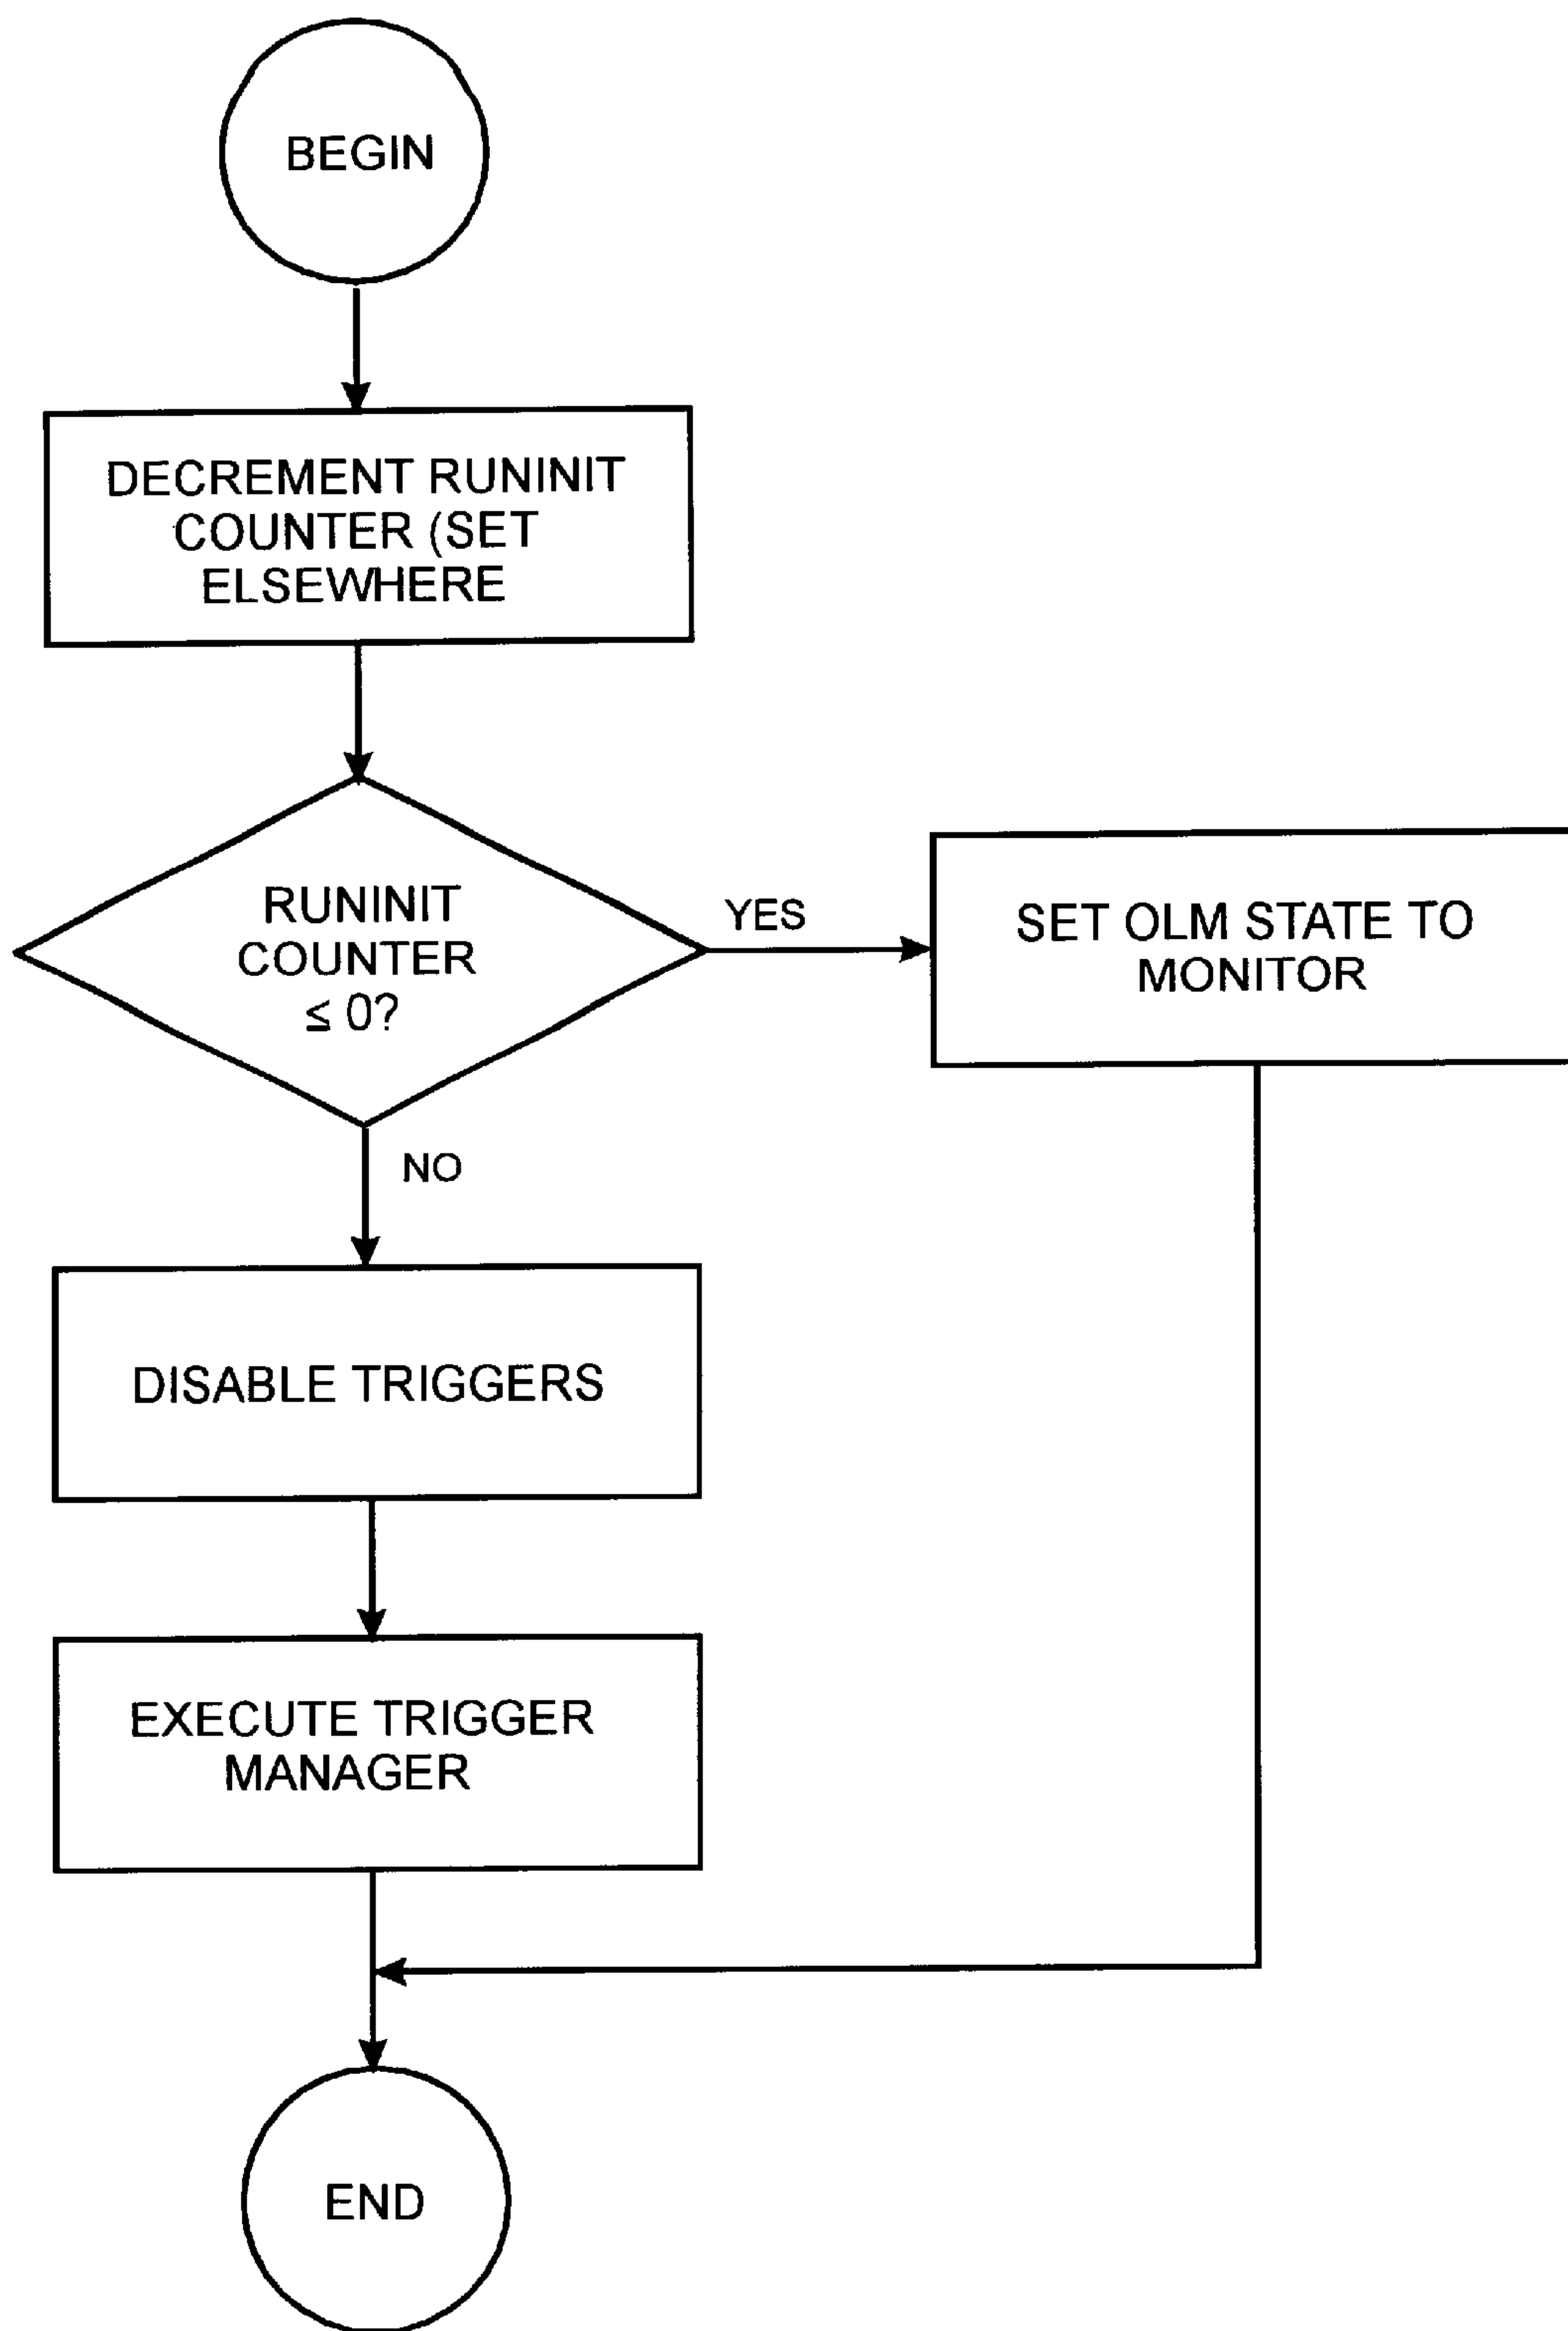 BEGIN
DECREMENT RUNINIT
COUNTER (SET
ELSEWHERE
RUNINIT
COUNTER
≤ 0?
YES
SET OLM STATE TO
MONITOR
NO
DISABLE TRIGGERS
EXECUTE TRIGGER
MANAGER
END